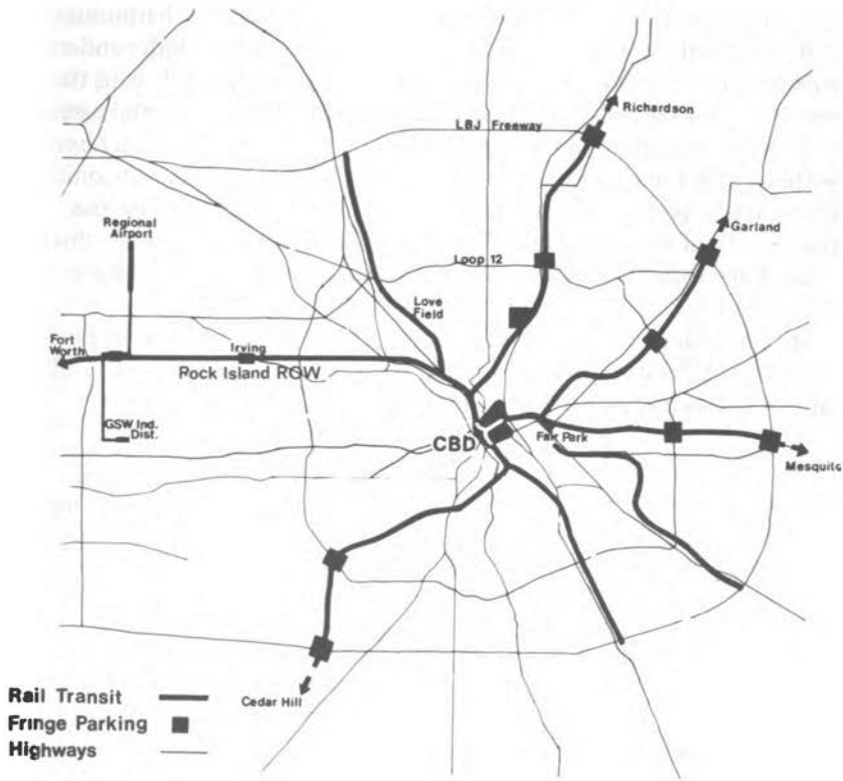 Richardson
LBJ Freeway
Garland
Regional
Airport
Loop 12
Love
Field
Fort
Worth
Irving
Rock Island ROW
GSW Ind.
Dist.
CBD
Fair Park
Mesquite
Cedar Hill
Rail Transit
Fringe Parking
Highways